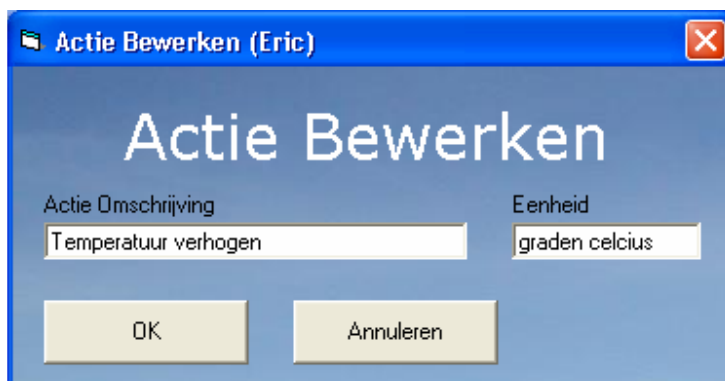 Actie Bewerken (Eric)
Actie Bewerken
Actie Omschrijving Eenheid
Temperatuur verhogen graden celcius
OK Annuleren